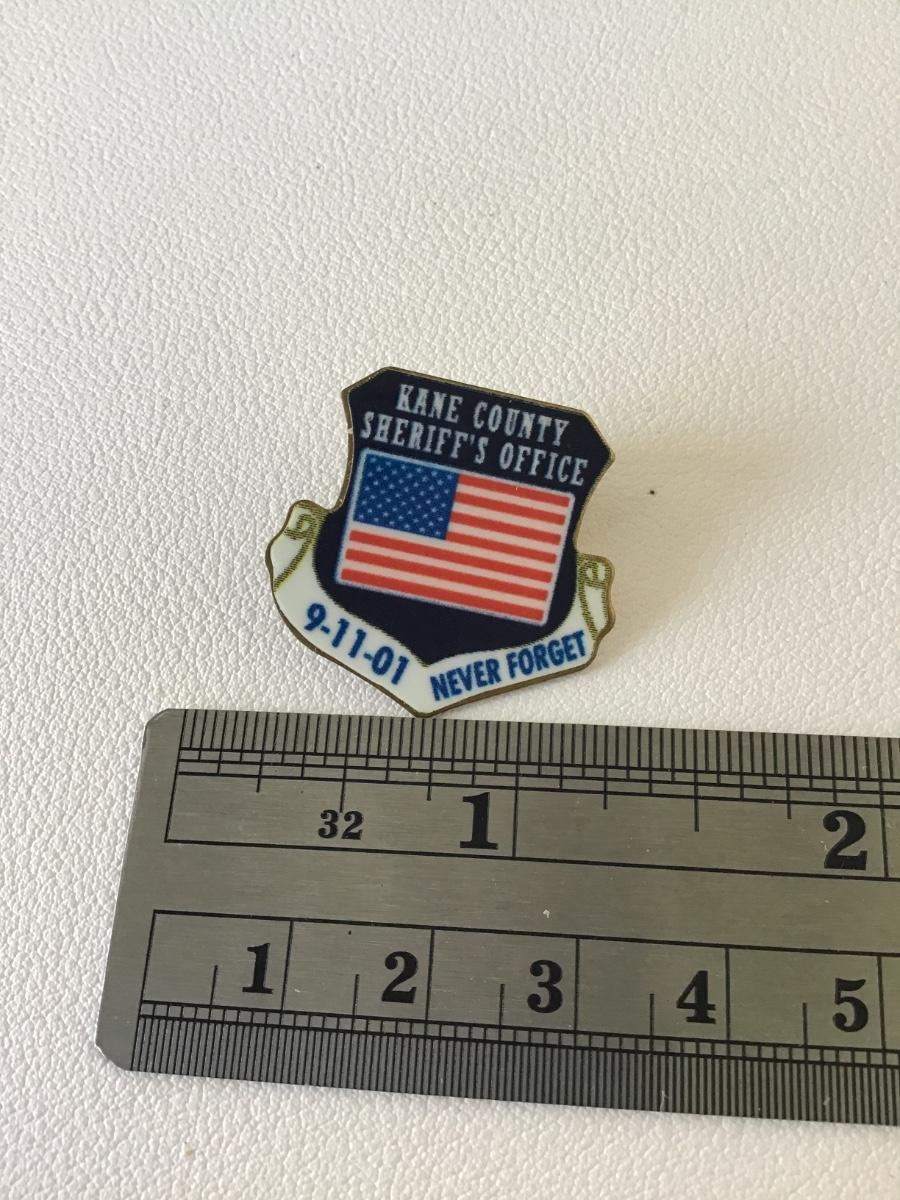 KANE COUNTY
SHERIFF'S OFFICE
9-11-01 NEVER FORGET
32 1 2
1 2 3 4 5